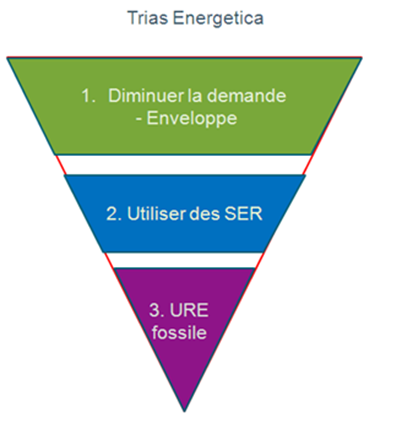 Trias Energetica
1. Diminuer la demande
- Enveloppe
2. Utiliser des SER
3. URE
fossile